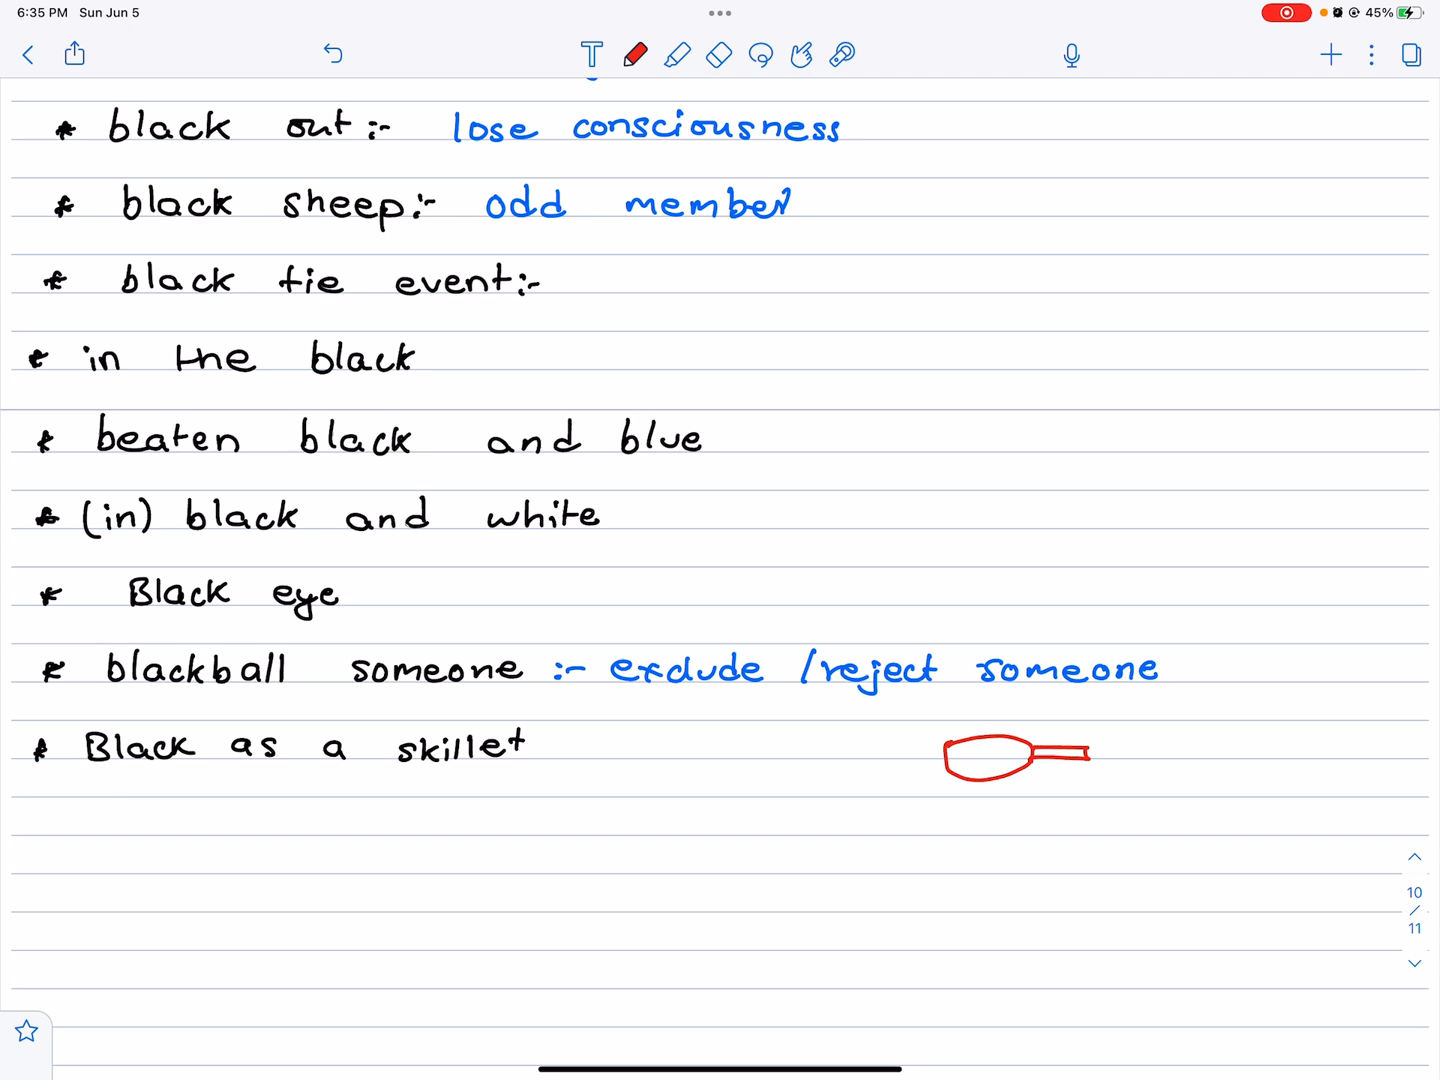 6:35 PM Sun Jun 5
45%
* black out :- lose consciousness
* black sheep :- odd member
* black tie event :-
* in the black
* beaten black and blue
* (in) black and white
* Black eye
* blackball someone :- exclude / reject someone
* Black as a skillet
10
/
11